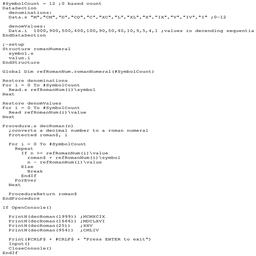 #SymbolCount = 12 ;0 based count
DataSection
denominations:
Data.s "M","CM","D","CD","C","XC","L","XL","X","IX","V","IV","I" ;0-12
denomValues:
Data.i 1000,900,500,400,100,90,50,40,10,9,5,4,1 ;values in decending sequential order
EndDataSection
;-setup
Structure romanNumeral
symbol.s
value.i
EndStructure
Global Dim refRomanNum.romanNumeral(#SymbolCount)
Restore denominations
For i = 0 To #SymbolCount
Read.s refRomanNum(i)\symbol
Next
Restore denomValues
For i = 0 To #SymbolCount
Read refRomanNum(i)\value
Next
Procedure.s decRoman(n)
;converts a decimal number to a roman numeral
Protected roman$, i
For i = 0 To #SymbolCount
Repeat
If n >= refRomanNum(i)\value
roman$ + refRomanNum(i)\symbol
n - refRomanNum(i)\value
Else
Break
EndIf
ForEver
Next
ProcedureReturn roman$
EndProcedure
If OpenConsole()
PrintN(decRoman(1999)) ;MCMXCIX
PrintN(decRoman(1666)) ;MDCLXVI
PrintN(decRoman(25)) ;XXV
PrintN(decRoman(954)) ;CMLIV
Print(#CRLF$ + #CRLF$ + "Press ENTER to exit")
Input()
CloseConsole()
EndIf